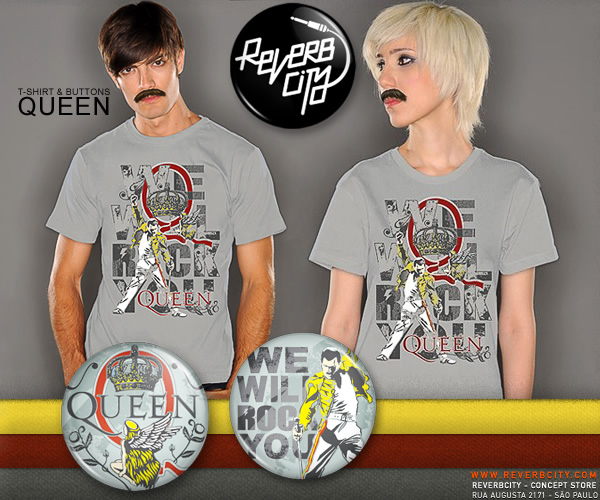 T-SHIRT & BUTTONS
QUEEN
REVERB
CITY
WE
WILL
ROCK
YOU
Q
QUEEN
WE
WILL
ROCK
YOU
Q
QUEEN
QUEEN
WE
WILL
ROCK
YOU
WWW.REVERBCITY.COM
REVERBCITY - CONCEPT STORE
RUA AUGUSTA 2171 - SÃO PAULO